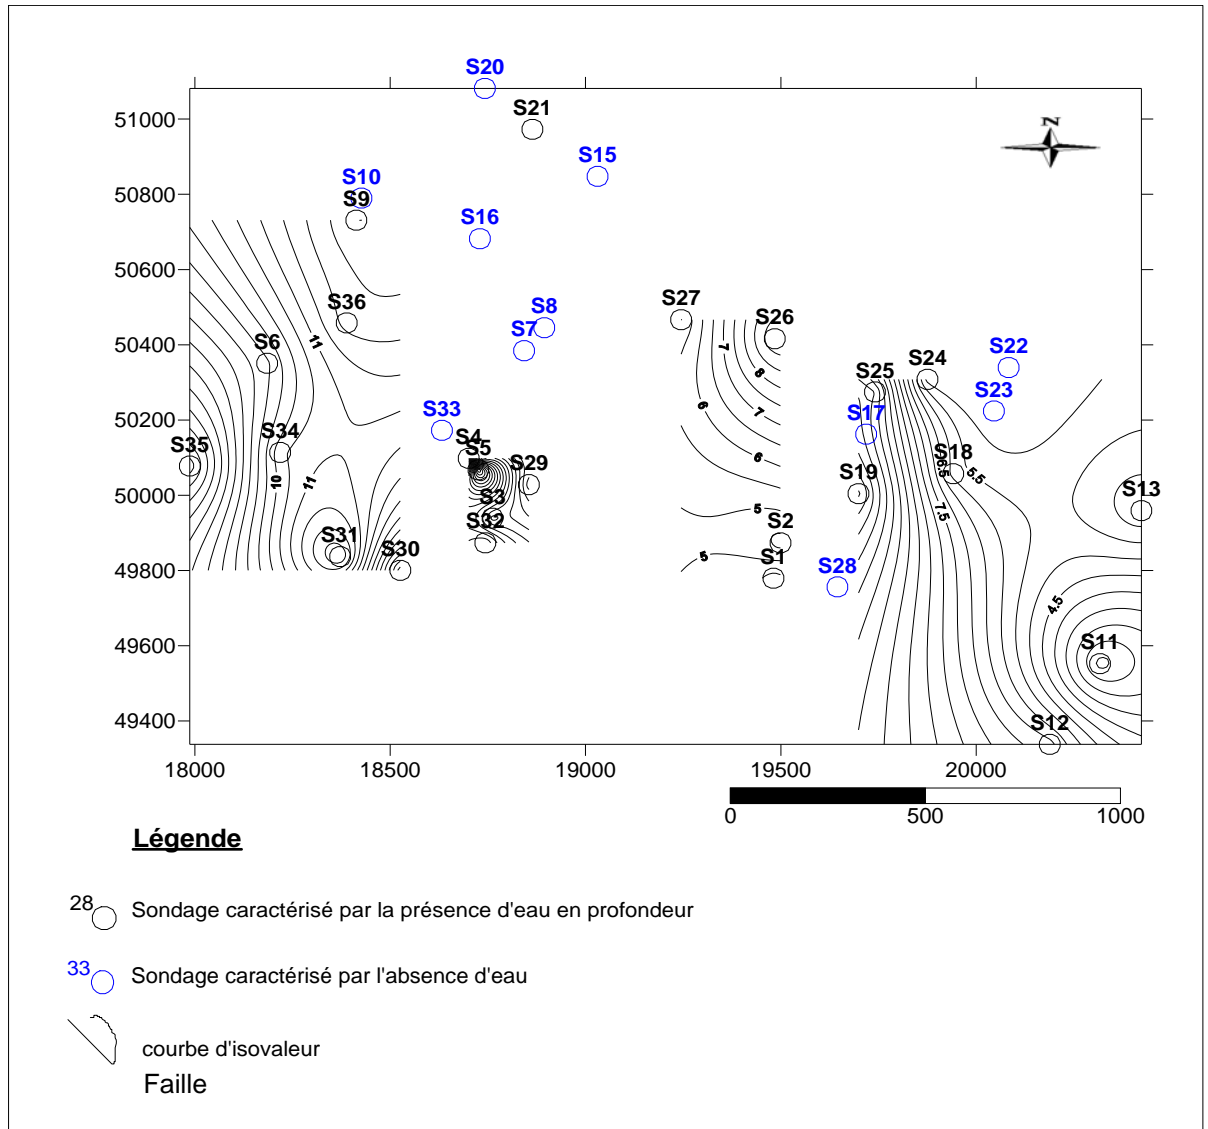 S20
S21
51000
N
S15
S10
50800
S9
S16
50600
S27
S8
S36
S26
11
S7
50400
7
S6
S22
S24
8
S25
S23
6
7
50200
S33
S17
S4
S34
S35
S5
S18
6
S29
6.5
5.5
S19
10
11
S13
50000
S3
7.5
5
S32
S2
S31
S30
S1
5
S28
49800
4.5
49600
S11
49400
S12
18000
18500
19000
19500
20000
0
500
1000
Légende
28
Sondage caractérisé par la présence d'eau en profondeur
33
Sondage caractérisé par l'absence d'eau
courbe d'isovaleur
Faille